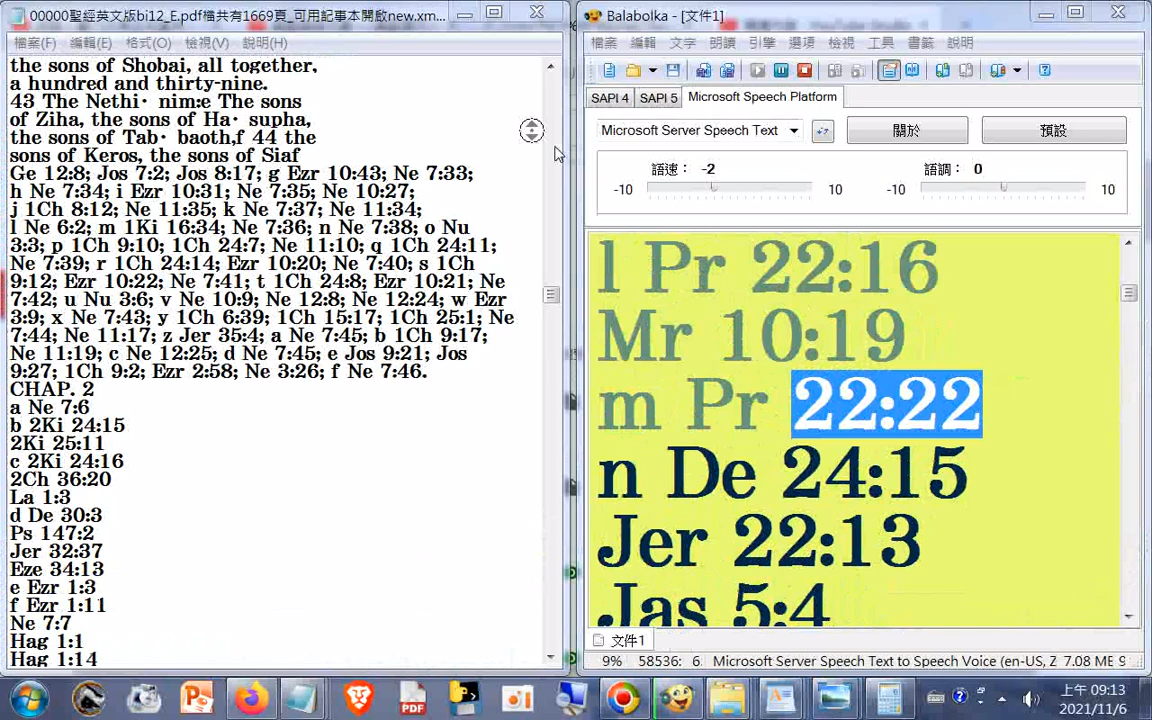 00000聖經英文版bi12_E.pdf檔共有1669頁_可用記事本開啟new.xm...
檔案(F) 編輯(E) 格式(O) 檢視(V) 說明(H)
the sons of Shobai, all together,
a hundred and thirty-nine.
43 The Nethi· nim:e The sons
of Ziha, the sons of Ha· supha,
the sons of Tab· baoth,f 44 the
sons of Keros, the sons of Siaf
Ge 12:8; Jos 7:2; Jos 8:17; g Ezr 10:43; Ne 7:33;
h Ne 7:34; i Ezr 10:31; Ne 7:35; Ne 10:27;
j 1Ch 8:12; Ne 11:35; k Ne 7:37; Ne 11:34;
l Ne 6:2; m 1Ki 16:34; Ne 7:36; n Ne 7:38; o Nu
3:3; p 1Ch 9:10; 1Ch 24:7; Ne 11:10; q 1Ch 24:11;
Ne 7:39; r 1Ch 24:14; Ezr 10:20; Ne 7:40; s 1Ch
9:12; Ezr 10:22; Ne 7:41; t 1Ch 24:8; Ezr 10:21; Ne
7:42; u Nu 3:6; v Ne 10:9; Ne 12:8; Ne 12:24; w Ezr
3:9; x Ne 7:43; y 1Ch 6:39; 1Ch 15:17; 1Ch 25:1; Ne
7:44; Ne 11:17; z Jer 35:4; a Ne 7:45; b 1Ch 9:17;
Ne 11:19; c Ne 12:25; d Ne 7:45; e Jos 9:21; Jos
9:27; 1Ch 9:2; Ezr 2:58; Ne 3:26; f Ne 7:46.
CHAP. 2
a Ne 7:6
b 2Ki 24:15
2Ki 25:11
c 2Ki 24:16
2Ch 36:20
La 1:3
d De 30:3
Ps 147:2
Jer 32:37
Eze 34:13
e Ezr 1:3
f Ezr 1:11
Ne 7:7
Hag 1:1
Hag 1:14
Balabolka - [文件1]
檔案 編輯 文字 朗讀 引擎 選項 檢視 工具 書籤 說明
SAPI 4 SAPI 5 Microsoft Speech Platform
Microsoft Server Speech Text 關於 預設
語速： -2 語調： 0
-10 10 -10 10
l Pr 22:16
Mr 10:19
m Pr 22:22
n De 24:15
Jer 22:13
Jas 5:4
文件1
9% 58536: 6 Microsoft Server Speech Text to Speech Voice (en-US, Z 7.08 ME 9
PDF
上午 09:13
2021/11/6